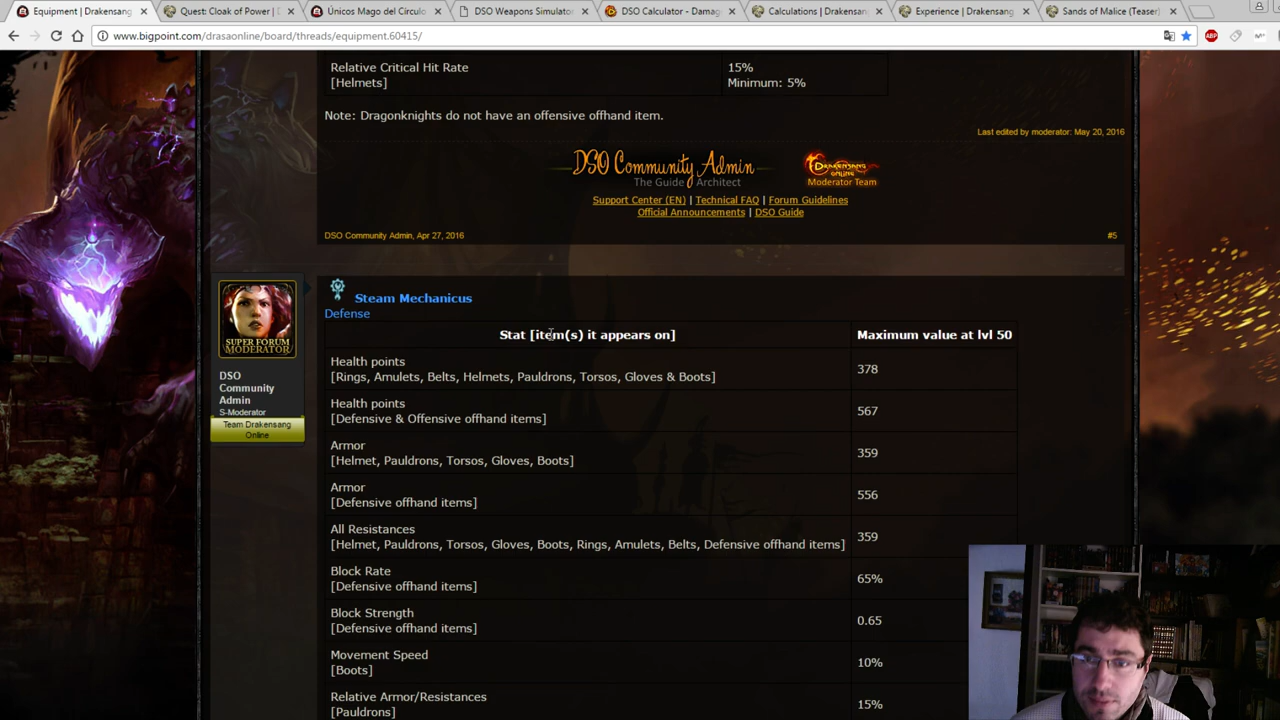 Equipment | Drakensang
Quest: Cloak of Power | D
Únicos Mago del Círculo
DSO Weapons Simulato
DSO Calculator - Damag
Calculations | Drakensan
Experience | Drakensang
Sands of Malice (Teaser)
www.bigpoint.com/drasaonline/board/threads/equipment.60415/
ABP
Relative Critical Hit Rate
[Helmets]
15%
Minimum: 5%
Note: Dragonknights do not have an offensive offhand item.
Last edited by moderator: May 20, 2016
DSO Community Admin
The Guide Architect
DRAKENSANG
ONLINE
Moderator Team
Support Center (EN) | Technical FAQ | Forum Guidelines
Official Announcements | DSO Guide
DSO Community Admin, Apr 27, 2016
#5
SUPER FORUM
MODERATOR
DSO
Community
Admin
S-Moderator
Team Drakensang
Online
Steam Mechanicus
Defense
Stat [item(s) it appears on]
Maximum value at lvl 50
Health points
[Rings, Amulets, Belts, Helmets, Pauldrons, Torsos, Gloves & Boots]
378
Health points
[Defensive & Offensive offhand items]
567
Armor
[Helmet, Pauldrons, Torsos, Gloves, Boots]
359
Armor
[Defensive offhand items]
556
All Resistances
[Helmet, Pauldrons, Torsos, Gloves, Boots, Rings, Amulets, Belts, Defensive offhand items]
359
Block Rate
[Defensive offhand items]
65%
Block Strength
[Defensive offhand items]
0.65
Movement Speed
[Boots]
10%
Relative Armor/Resistances
[Pauldrons]
15%